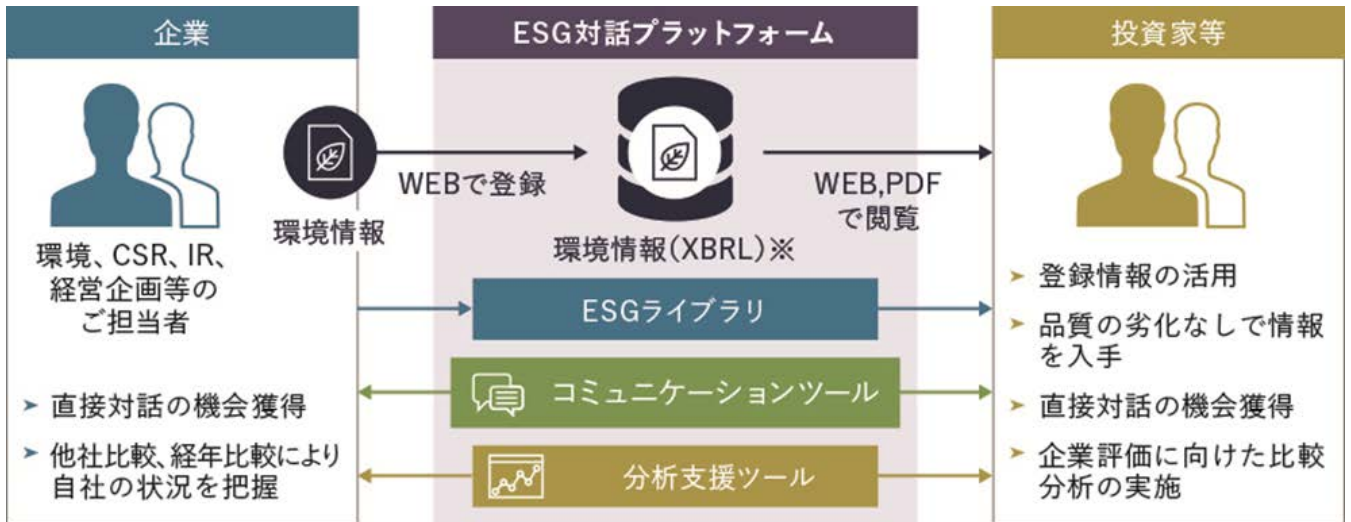 企業
環境情報
環境、CSR、IR、
経営企画等の
ご担当者
➤ 直接対話の機会獲得
➤ 他社比較、経年比較により
自社の状況を把握
WEBで登録
ESG対話プラットフォーム
環境情報(XBRL)※
ESGライブラリ
コミュニケーションツール
分析支援ツール
WEB,PDF
で閲覧
投資家等
➤ 登録情報の活用
➤ 品質の劣化なしで情報
を入手
➤ 直接対話の機会獲得
➤ 企業評価に向けた比較
分析の実施